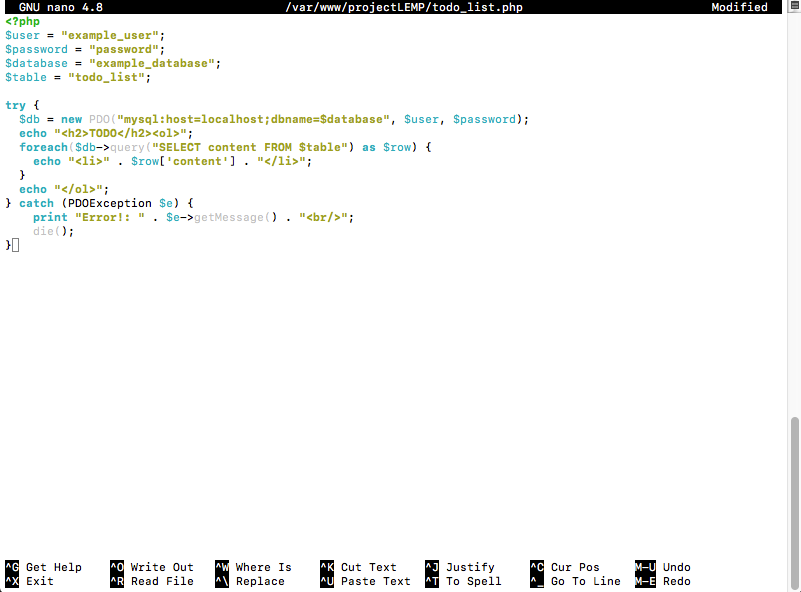 GNU nano 4.8 /var/www/projectLEMP/todo_list.php Modified
<?php
$user = "example_user";
$password = "password";
$database = "example_database";
$table = "todo_list";

try {
  $db = new PDO("mysql:host=localhost;dbname=$database", $user, $password);
  echo "<h2>TODO</h2><ol>";
  foreach($db->query("SELECT content FROM $table") as $row) {
    echo "<li>" . $row['content'] . "</li>";
  }
  echo "</ol>";
} catch (PDOException $e) {
    print "Error!: " . $e->getMessage() . "<br/>";
    die();
}
^G Get Help ^O Write Out ^W Where Is ^K Cut Text ^J Justify ^C Cur Pos M-U Undo
^X Exit ^R Read File ^\ Replace ^U Paste Text ^T To Spell ^_ Go To Line M-E Redo